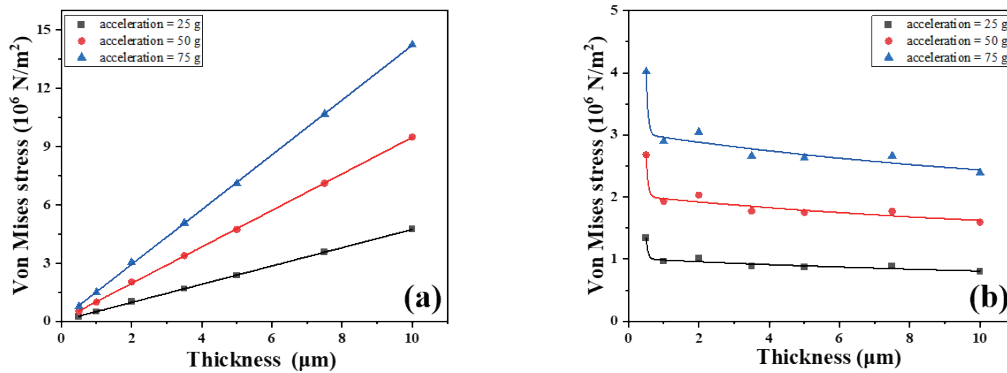 acceleration = 25 g
acceleration = 50 g
acceleration = 75 g
15
12
9
6
3
0
Von Mises stress (10⁶ N/m²)
0 2 4 6 8 10
Thickness (μm)
(a)
acceleration = 25 g
acceleration = 50 g
acceleration = 75 g
5
4
3
2
1
0
Von Mises stress (10⁶ N/m²)
0 2 4 6 8 10
Thickness (μm)
(b)